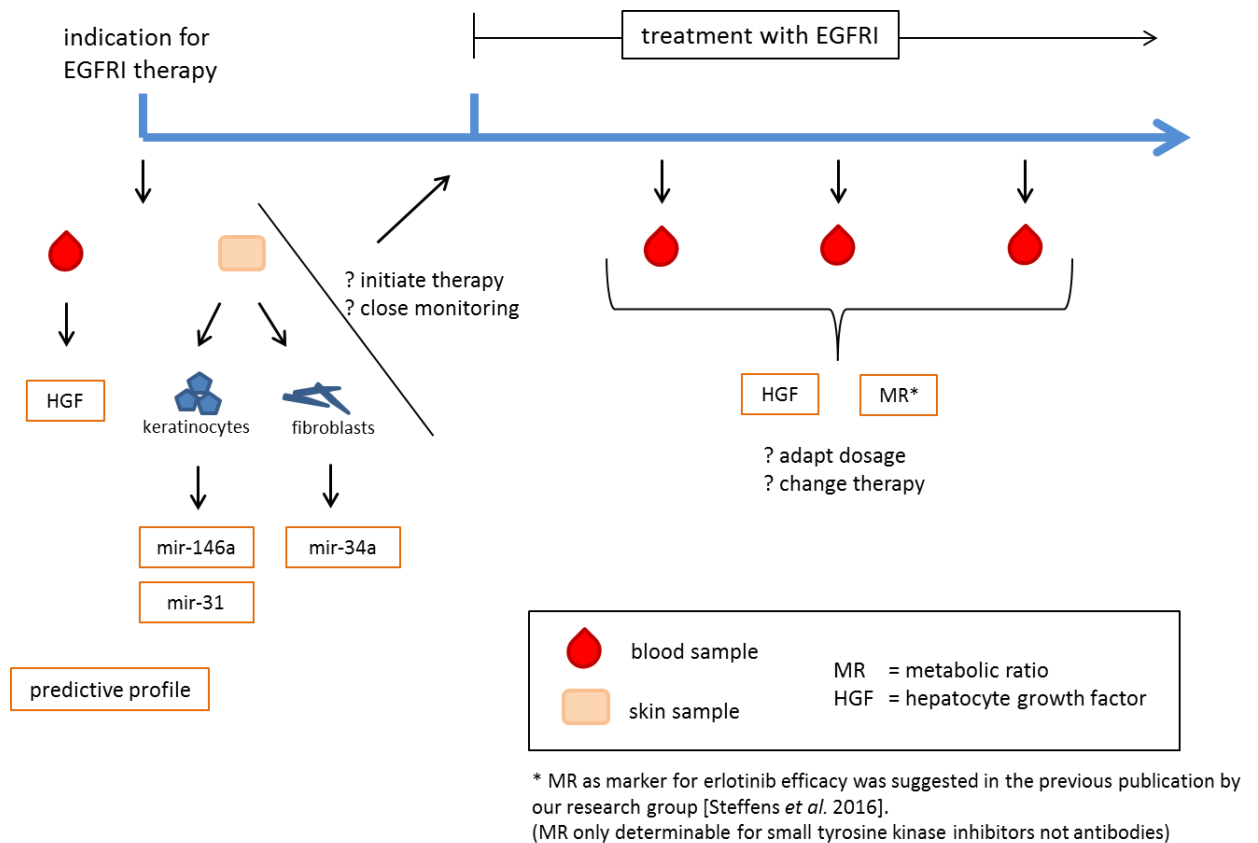 indication for
EGFRI therapy
treatment with EGFRI
? initiate therapy
? close monitoring
HGF
keratinocytes
fibroblasts
mir-146a
mir-34a
mir-31
predictive profile
HGF
MR*
? adapt dosage
? change therapy
blood sample
skin sample
MR = metabolic ratio
HGF = hepatocyte growth factor
* MR as marker for erlotinib efficacy was suggested in the previous publication by
our research group [Steffens et al. 2016].
(MR only determinable for small tyrosine kinase inhibitors not antibodies)